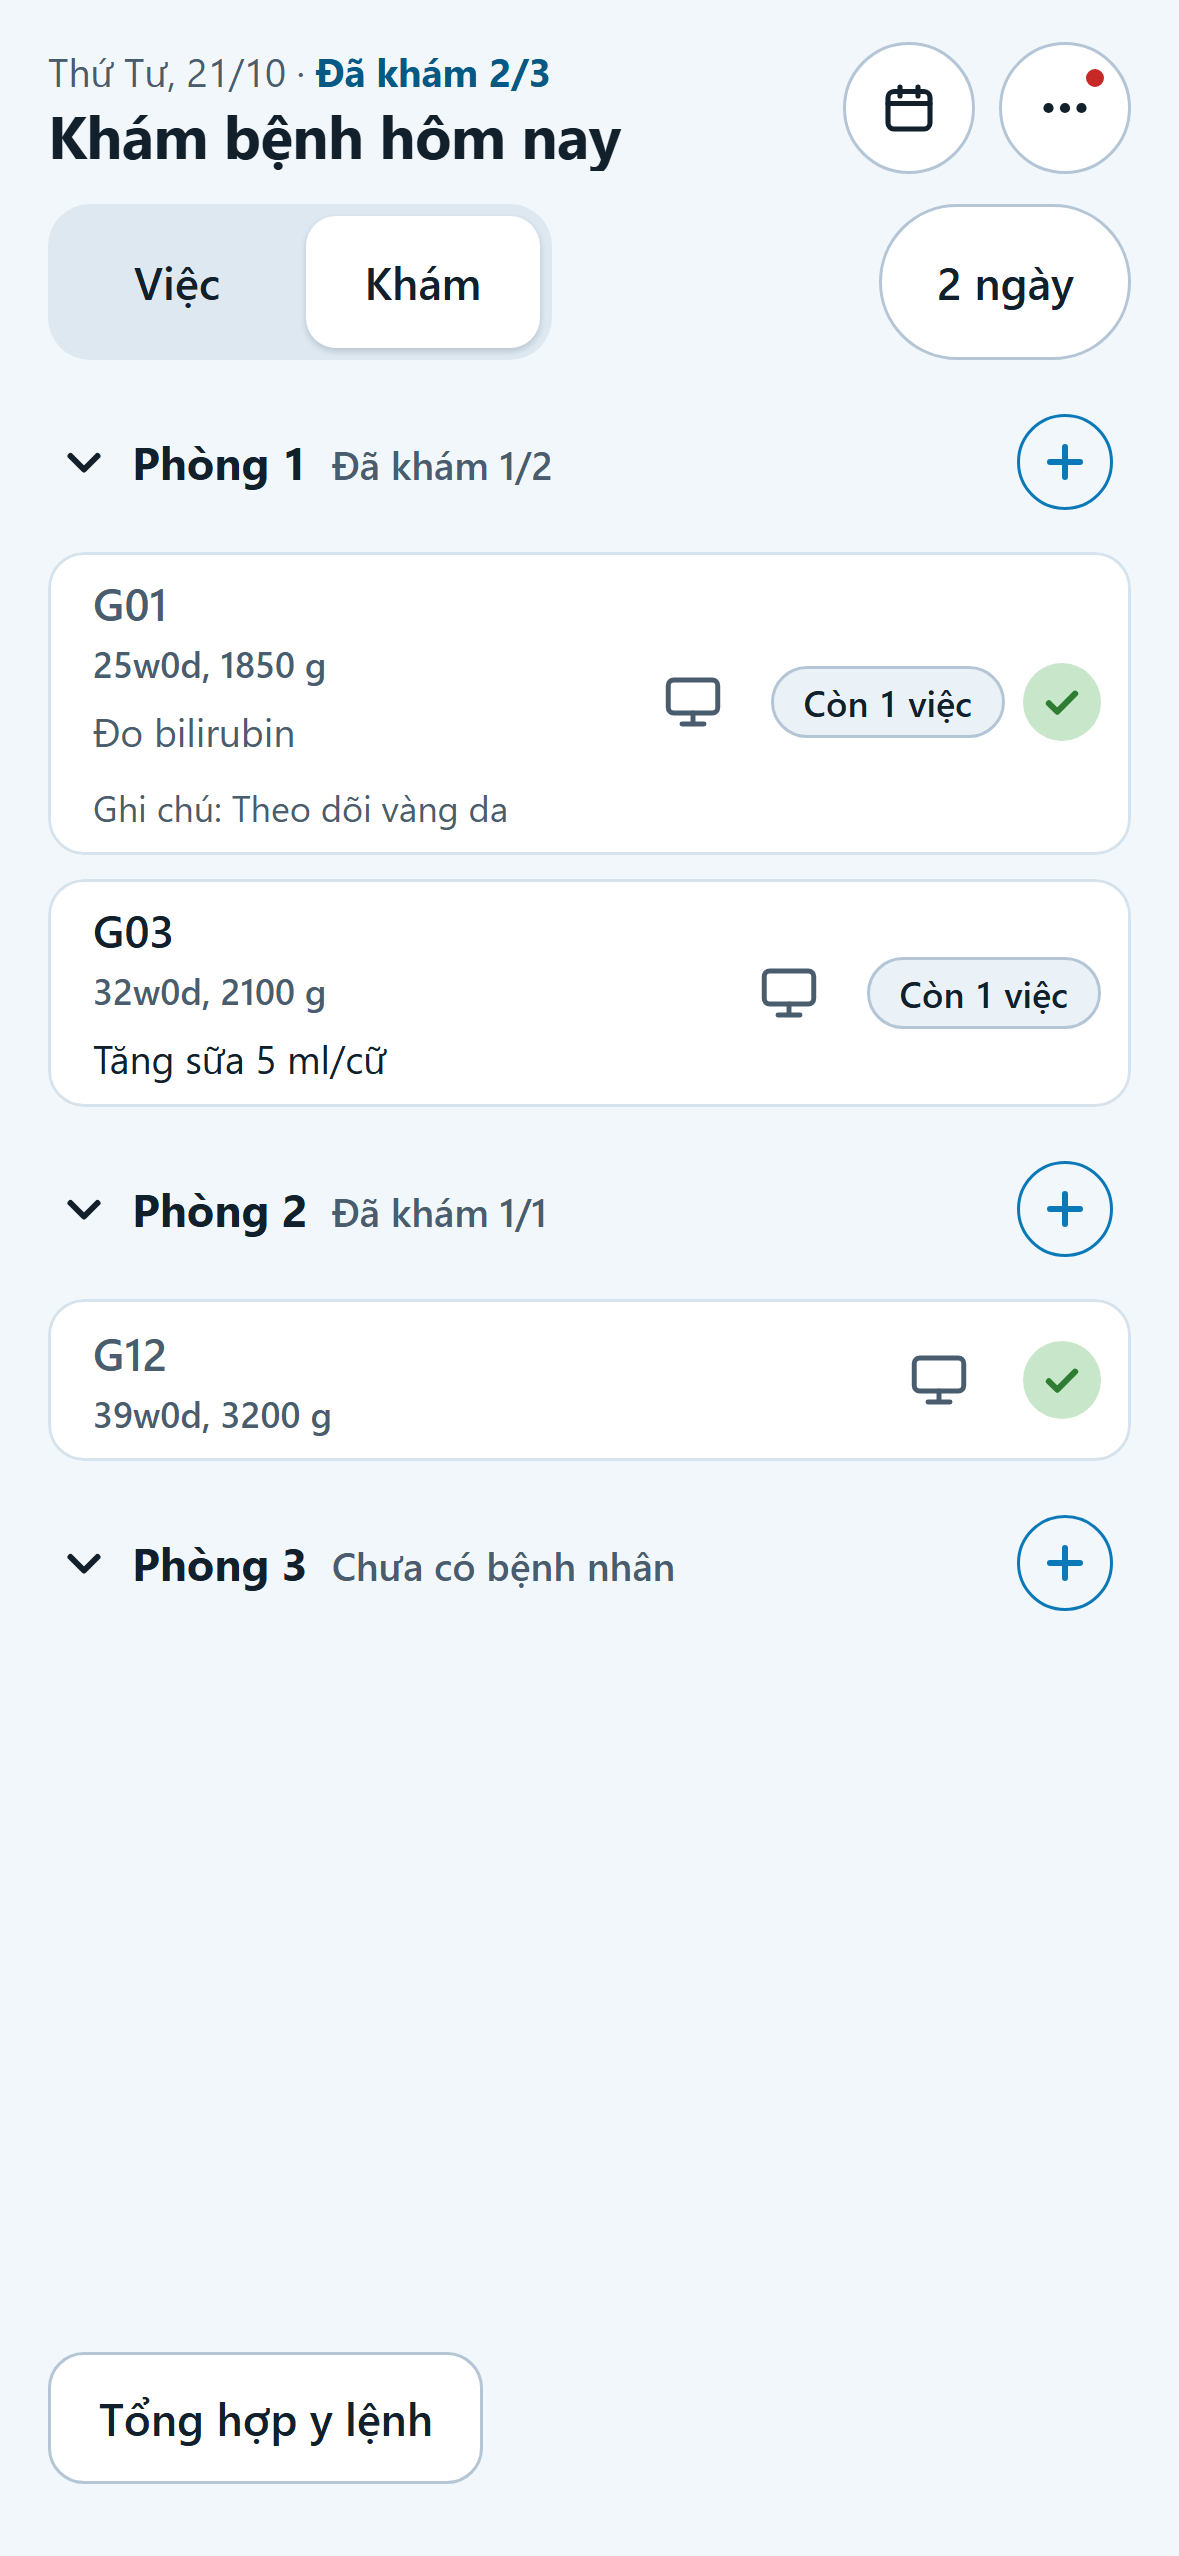 Thứ Tư, 21/10 · Đã khám 2/3
Khám bệnh hôm nay
Việc
Khám
2 ngày
Phòng 1 Đã khám 1/2
G01
25w0d, 1850 g
Đo bilirubin
Ghi chú: Theo dõi vàng da
Còn 1 việc
G03
32w0d, 2100 g
Tăng sữa 5 ml/cữ
Còn 1 việc
Phòng 2 Đã khám 1/1
G12
39w0d, 3200 g
Phòng 3 Chưa có bệnh nhân
Tổng hợp y lệnh